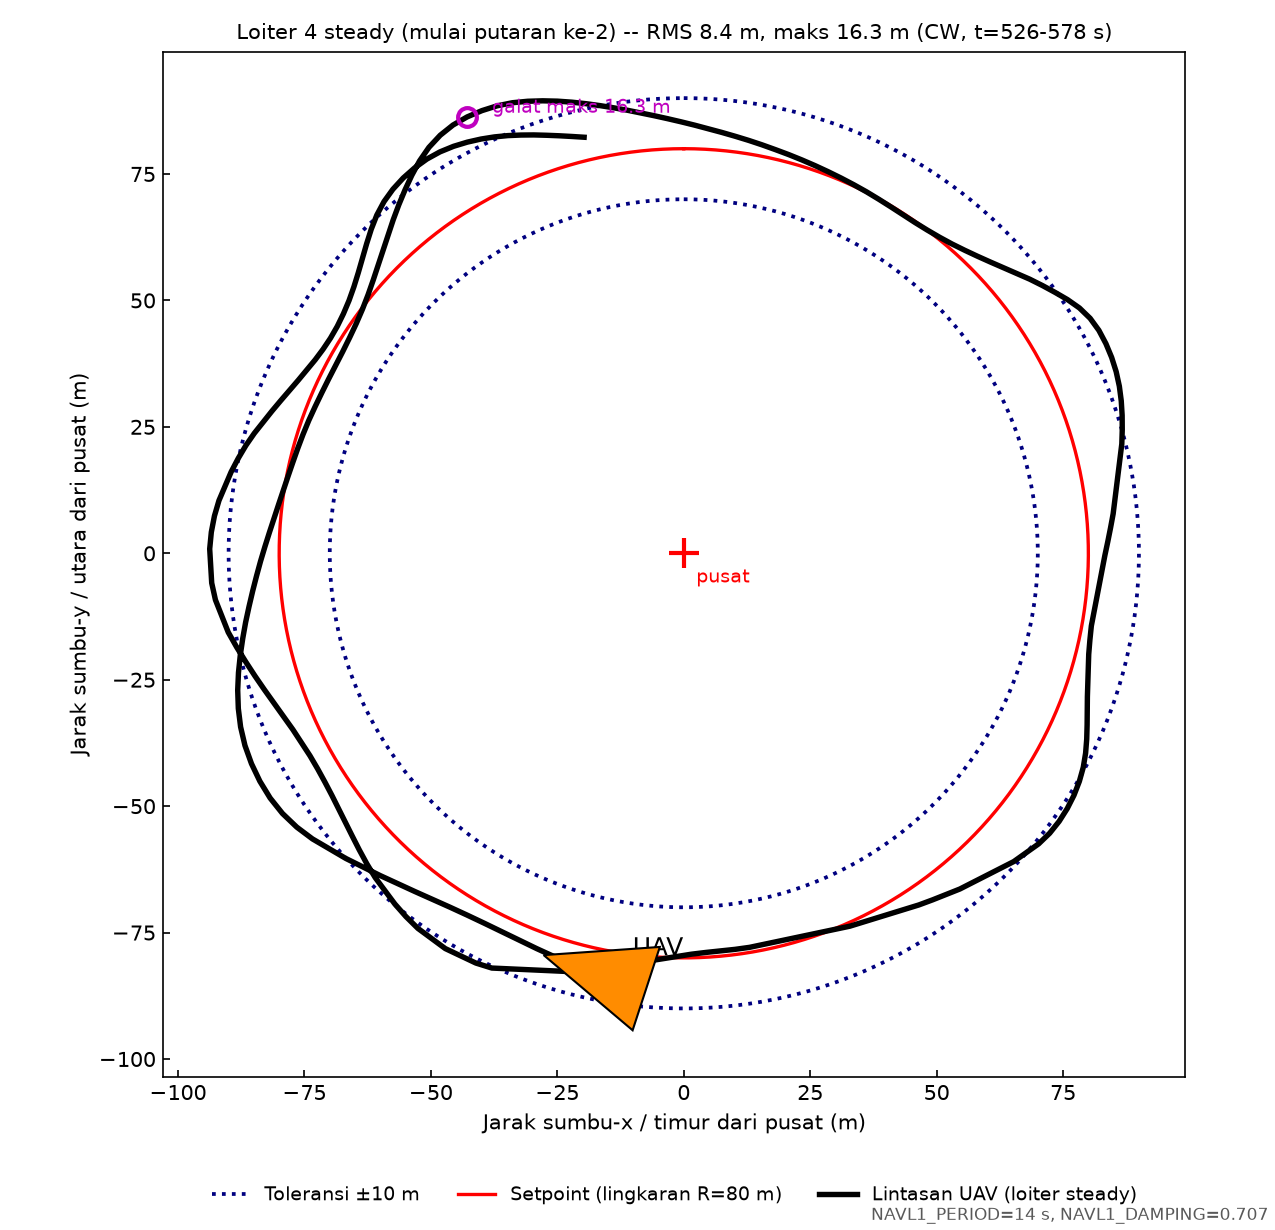 Loiter 4 steady (mulai putaran ke-2) -- RMS 8.4 m, maks 16.3 m (CW, t=526-578 s)
galat maks 16.3 m
75
50
25
0
−25
−50
−75
−100
Jarak sumbu-y / utara dari pusat (m)
pusat
UAV
−100
−75
−50
−25
0
25
50
75
Jarak sumbu-x / timur dari pusat (m)
Toleransi ±10 m
Setpoint (lingkaran R=80 m)
Lintasan UAV (loiter steady)
NAVL1_PERIOD=14 s, NAVL1_DAMPING=0.707